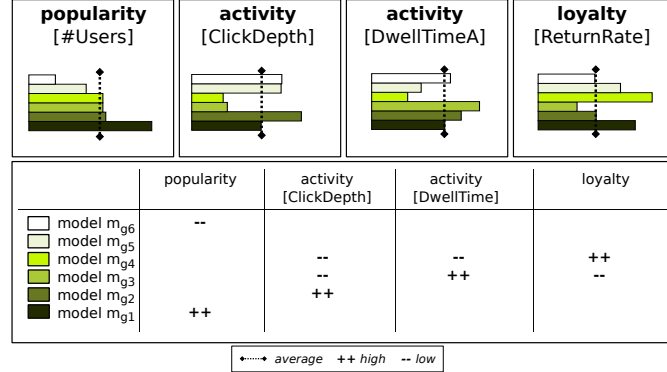 popularity activity activity loyalty
[#Users] [ClickDepth] [DwellTimeA] [ReturnRate]
popularity activity activity loyalty
[ClickDepth] [DwellTime]
model mg6 --
model mg5
model mg4 -- -- ++
model mg3 -- ++ --
model mg2 ++
model mg1 ++
average ++ high -- low